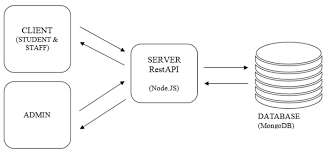 CLIENT
(STUDENT &
STAFF)
ADMIN
SERVER
RestAPI
(Node.JS)
DATABASE
(MongoDB)